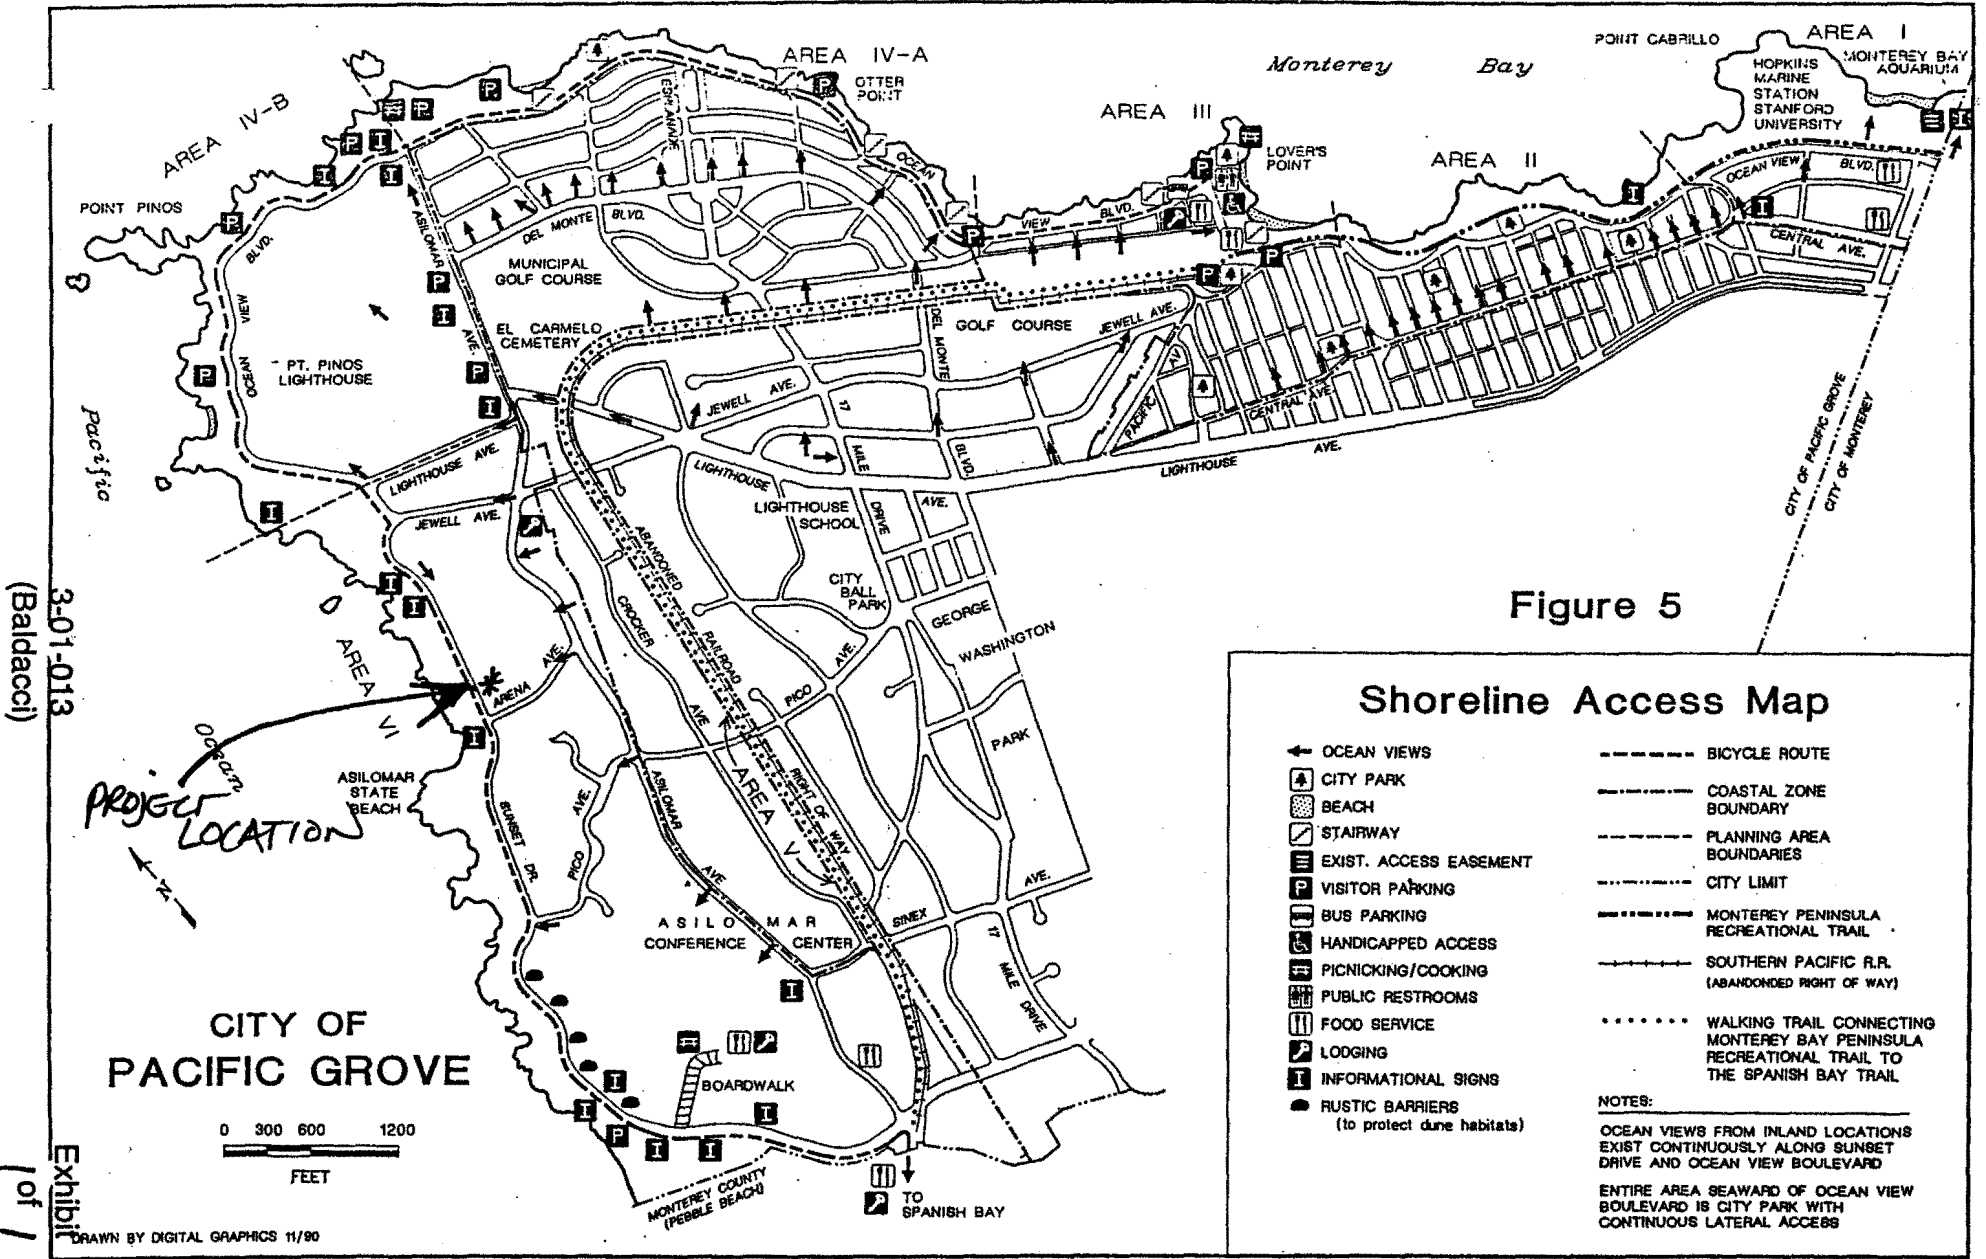 AREA I
POINT CABRILLO
MONTEREY BAY
AQUARIUM
HOPKINS
MARINE
STATION
STANFORD
UNIVERSITY
Monterey Bay
AREA IV-A
OTTER
POINT
AREA III
LOVER'S
POINT
AREA II
AREA IV-B
POINT PINOS
ESPLANADE
OCEAN
VIEW
BLVD.
OCEAN VIEW
BLVD.
CENTRAL AVE.
DEL MONTE BLVD.
ASILOMAR
AVE.
MUNICIPAL
GOLF COURSE
EL CARMELO
CEMETERY
GOLF COURSE
JEWELL AVE.
DEL MONTE
BLVD.
BLVD.
VIEW
OCEAN
PT. PINOS
LIGHTHOUSE
JEWELL AVE.
17
MILE
DRIVE
PACIFIC
AV
CENTRAL AVE.
LIGHTHOUSE AVE.
CITY OF PACIFIC GROVE
CITY OF MONTEREY
Pacific
LIGHTHOUSE AVE.
JEWELL AVE.
LIGHTHOUSE
AVE.
LIGHTHOUSE
SCHOOL
CITY
BALL
PARK
GEORGE
WASHINGTON
PARK
ABANDONED
RAILROAD
RIGHT OF WAY
CROCKER
AVE
PICO
AVE.
AREA
V
AREA
VI
ARENA
AVE.
Ocean
PROJECT
LOCATION
ASILOMAR
STATE
BEACH
SUNSET DR.
PICO
AVE.
ASILOMAR
AVE
N
ASILOMAR
CONFERENCE CENTER
SINEX
AVE.
17
MILE
DRIVE
BOARDWALK
MONTEREY COUNTY
(PEBBLE BEACH)
TO
SPANISH BAY
CITY OF
PACIFIC GROVE
0 300 600 1200
FEET
DRAWN BY DIGITAL GRAPHICS 11/90
3-01-013
(Baldacci)
Exhibit
1 of 1
Figure 5
Shoreline Access Map
OCEAN VIEWS
CITY PARK
BEACH
STAIRWAY
EXIST. ACCESS EASEMENT
P VISITOR PARKING
BUS PARKING
HANDICAPPED ACCESS
PICNICKING/COOKING
PUBLIC RESTROOMS
FOOD SERVICE
LODGING
I INFORMATIONAL SIGNS
RUSTIC BARRIERS
(to protect dune habitats)
BICYCLE ROUTE
COASTAL ZONE
BOUNDARY
PLANNING AREA
BOUNDARIES
CITY LIMIT
MONTEREY PENINSULA
RECREATIONAL TRAIL
SOUTHERN PACIFIC R.R.
(ABANDONDED RIGHT OF WAY)
WALKING TRAIL CONNECTING
MONTEREY BAY PENINSULA
RECREATIONAL TRAIL TO
THE SPANISH BAY TRAIL
NOTES:
OCEAN VIEWS FROM INLAND LOCATIONS
EXIST CONTINUOUSLY ALONG SUNSET
DRIVE AND OCEAN VIEW BOULEVARD
ENTIRE AREA SEAWARD OF OCEAN VIEW
BOULEVARD IS CITY PARK WITH
CONTINUOUS LATERAL ACCESS